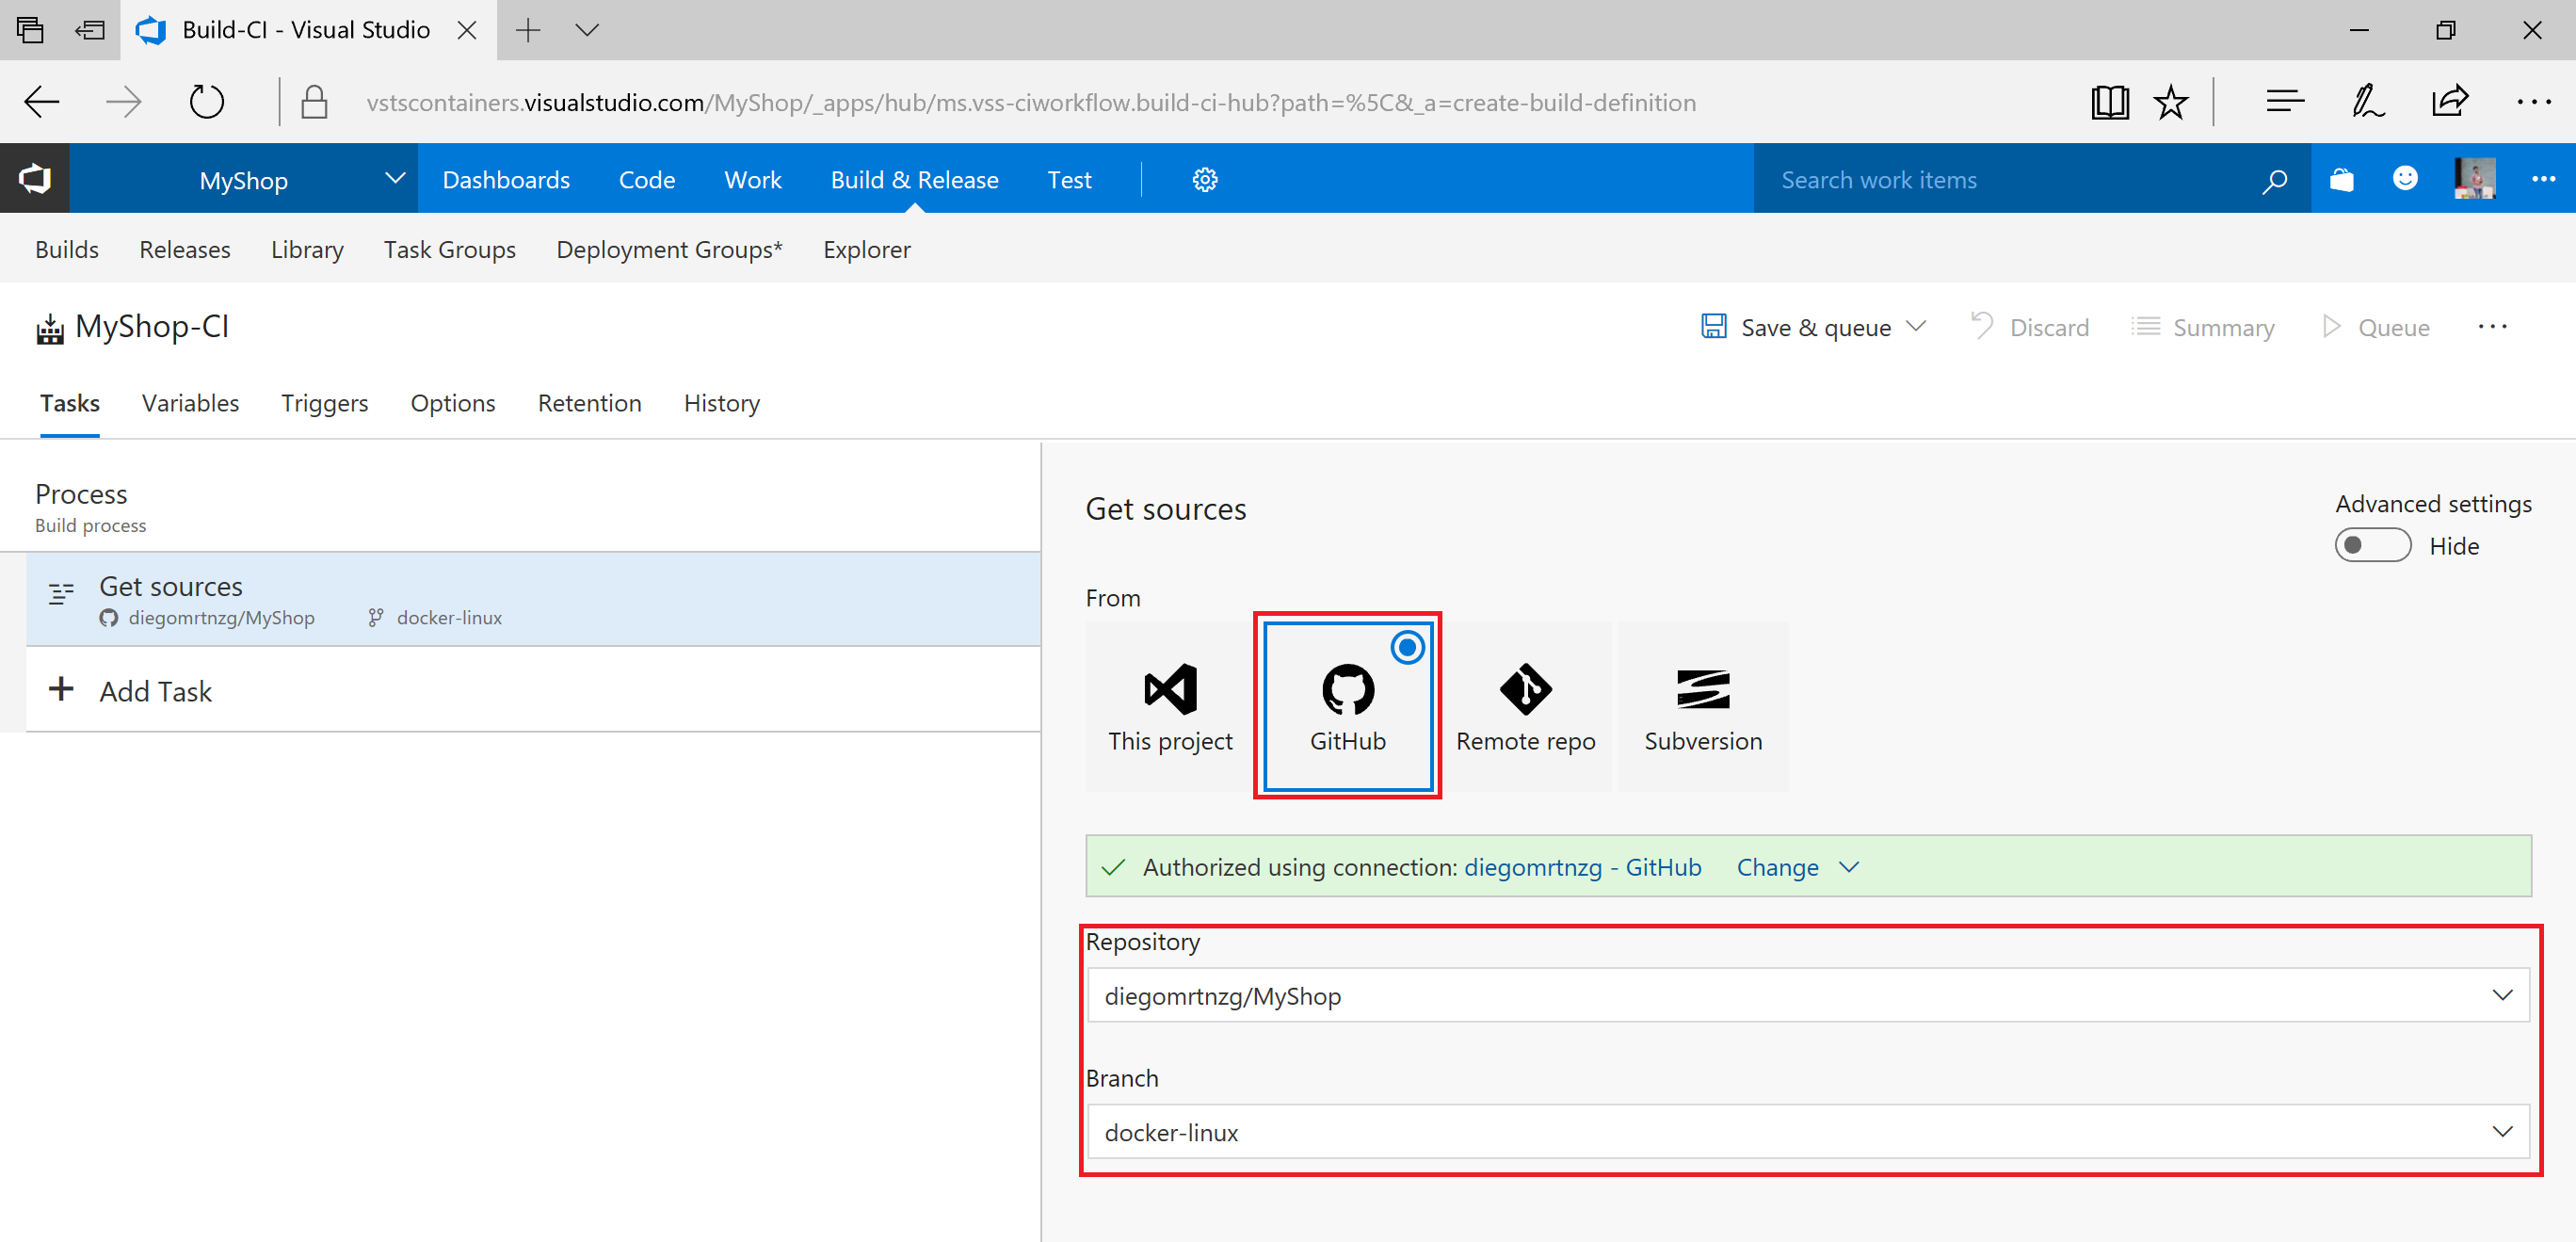 Build-CI - Visual Studio
vstscontainers.visualstudio.com/MyShop/_apps/hub/ms.vss-ciworkflow.build-ci-hub?path=%5C&_a=create-build-definition
MyShop Dashboards Code Work Build & Release Test Search work items
Builds Releases Library Task Groups Deployment Groups* Explorer
MyShop-CI Save & queue Discard Summary Queue
Tasks Variables Triggers Options Retention History
Process
Build process
Get sources
diegomrtnzg/MyShop docker-linux
Add Task
Get sources
Advanced settings
Hide
From
This project GitHub Remote repo Subversion
Authorized using connection: diegomrtnzg - GitHub Change
Repository
diegomrtnzg/MyShop
Branch
docker-linux